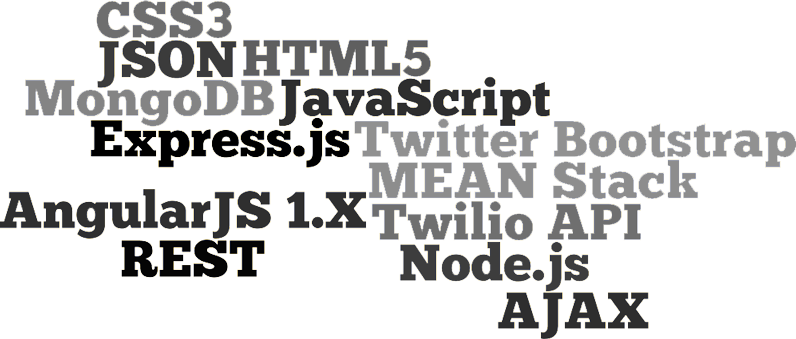 CSS3
JSON HTML5
MongoDB JavaScript
Express.js Twitter Bootstrap
MEAN Stack
AngularJS 1.X Twilio API
REST Node.js
AJAX